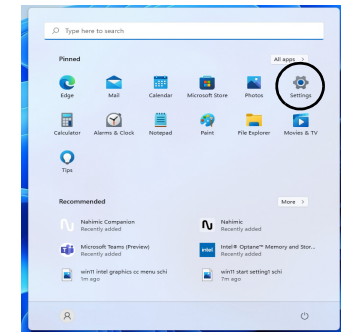 Type here to search
Pinned
All apps >
Edge Mail Calendar Microsoft Store Photos Settings
Calculator Alarms & Clock Notepad Paint File Explorer Movies & TV
Tips
Recommended
More >
Nahimic Companion
Recently added
Nahimic
Recently added
Microsoft Teams (Preview)
Recently added
intel
Intel® Optane™ Memory and Stor...
Recently added
win11 intel graphics cc menu schi
1m ago
win11 start setting1 schi
7m ago